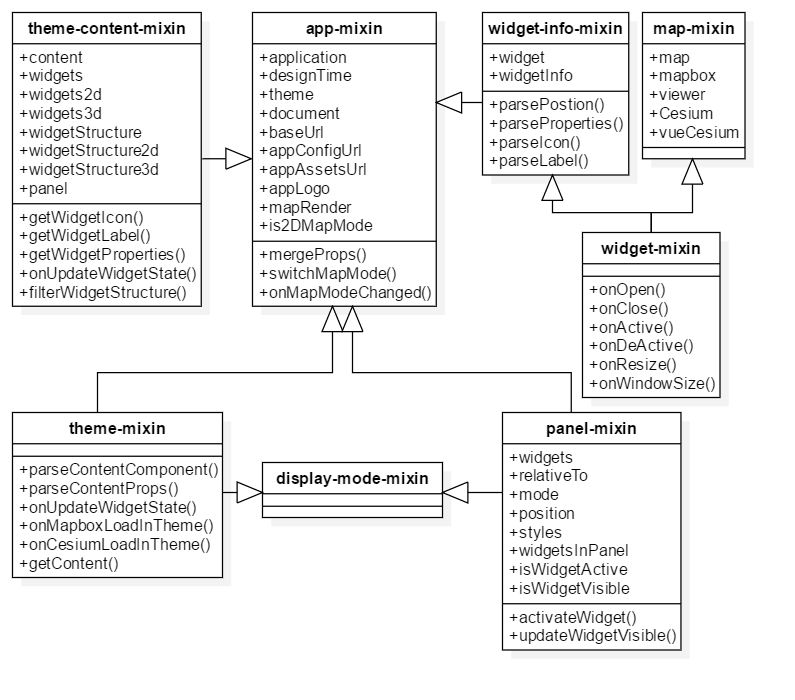 theme-content-mixin
+content
+widgets
+widgets2d
+widgets3d
+widgetStructure
+widgetStructure2d
+widgetStructure3d
+panel
+getWidgetIcon()
+getWidgetLabel()
+getWidgetProperties()
+onUpdateWidgetState()
+filterWidgetStructure()
app-mixin
+application
+designTime
+theme
+document
+baseUrl
+appConfigUrl
+appAssetsUrl
+appLogo
+mapRender
+is2DMapMode
+mergeProps()
+switchMapMode()
+onMapModeChanged()
widget-info-mixin
+widget
+widgetInfo
+parsePostion()
+parseProperties()
+parseIcon()
+parseLabel()
map-mixin
+map
+mapbox
+viewer
+Cesium
+vueCesium
widget-mixin
+onOpen()
+onClose()
+onActive()
+onDeActive()
+onResize()
+onWindowSize()
theme-mixin
+parseContentComponent()
+parseContentProps()
+onUpdateWidgetState()
+onMapboxLoadInTheme()
+onCesiumLoadInTheme()
+getContent()
display-mode-mixin
panel-mixin
+widgets
+relativeTo
+mode
+position
+styles
+widgetsInPanel
+isWidgetActive
+isWidgetVisible
+activateWidget()
+updateWidgetVisible()